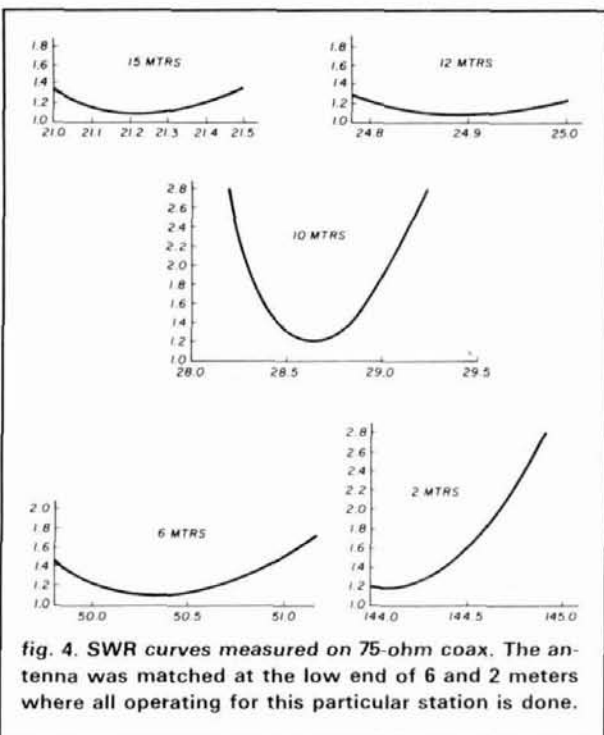 1.8
1.6
1.4
1.2
1.0
15 MTRS
21.0 21.1 21.2 21.3 21.4 21.5
1.8
1.6
1.4
1.2
1.0
12 MTRS
24.8 24.9 25.0
2.8
2.6
2.4
2.2
2.0
1.8
1.6
1.4
1.2
1.0
10 MTRS
28.0 28.5 29.0 29.5
2.0
1.8
1.6
1.4
1.2
1.0
6 MTRS
50.0 50.5 51.0
2.8
2.6
2.4
2.2
2.0
1.8
1.6
1.4
1.2
1.0
2 MTRS
144.0 144.5 145.0
fig. 4. SWR curves measured on 75-ohm coax. The an-
tenna was matched at the low end of 6 and 2 meters
where all operating for this particular station is done.